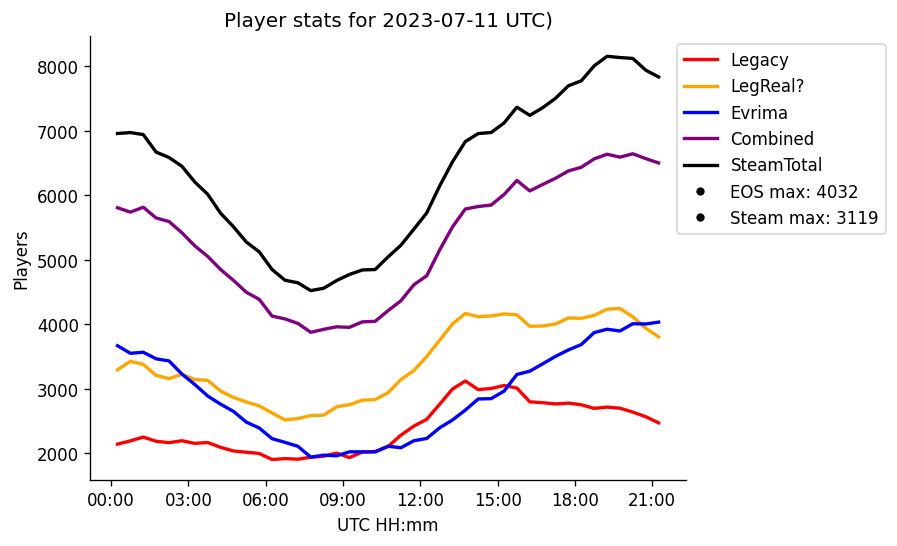 Player stats for 2023-07-11 UTC)
Legacy
LegReal?
Evrima
Combined
SteamTotal
EOS max: 4032
Steam max: 3119
Players
8000
7000
6000
5000
4000
3000
2000
00:00 03:00 06:00 09:00 12:00 15:00 18:00 21:00
UTC HH:mm